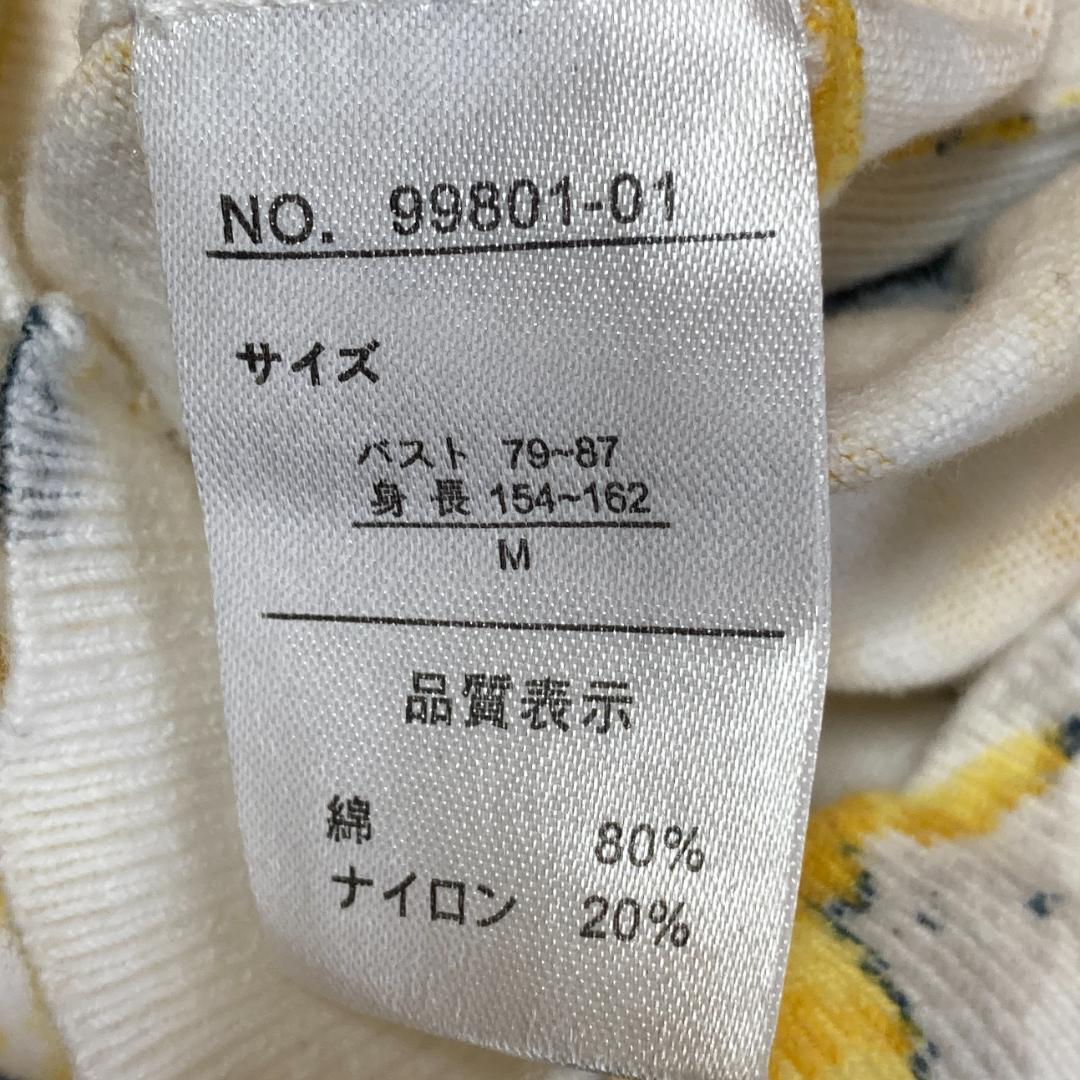 NO. 99801-01
サイズ
バスト 79~87
身長 154~162
M
品質表示
綿 80%
ナイロン 20%